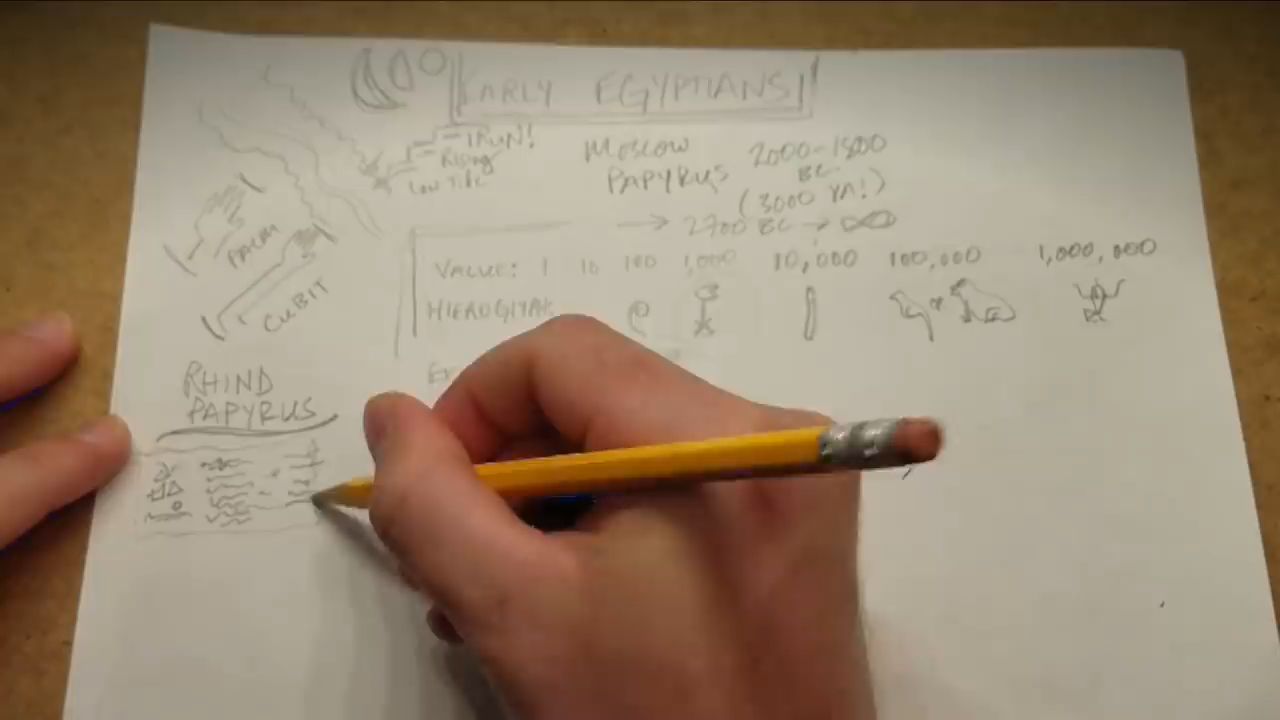 EARLY EGYPTIANS
RUN!
Rising
Low Tide
MOSCOW
PAPYRUS
2000-1800
BC
(3000 YA!)
→ 2700 BC → ∞
PALM
CUBIT
VALUE: 1 10 100 1,000 10,000 100,000 1,000,000
or
RHIND
PAPYRUS